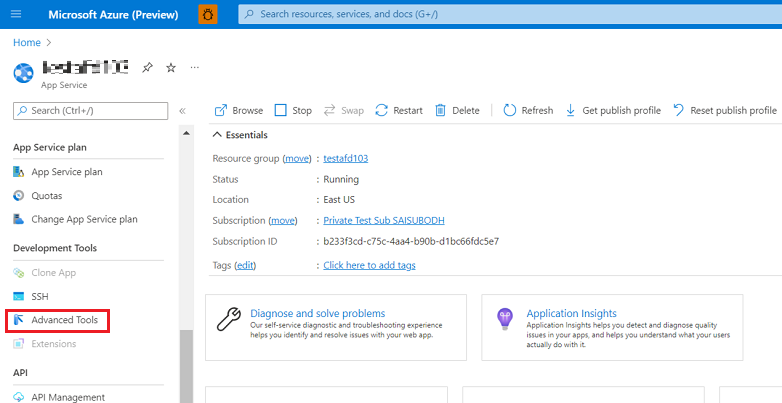 Microsoft Azure (Preview)
Search resources, services, and docs (G+/)
Home
App Service
Search (Ctrl+/)
Browse
Stop
Swap
Restart
Delete
Refresh
Get publish profile
Reset publish profile
App Service plan
App Service plan
Quotas
Change App Service plan
Development Tools
Clone App
SSH
Advanced Tools
Extensions
API
API Management
Essentials
Resource group (move) : testafd103
Status : Running
Location : East US
Subscription (move) : Private Test Sub SAISUBODH
Subscription ID : b233f3cd-c75c-4aa4-b90b-d1bc66fdc5e7
Tags (edit) : Click here to add tags
Diagnose and solve problems
Our self-service diagnostic and troubleshooting experience
helps you identify and resolve issues with your web app.
Application Insights
Application Insights helps you detect and diagnose quality
issues in your apps, and helps you understand what your users
actually do with it.